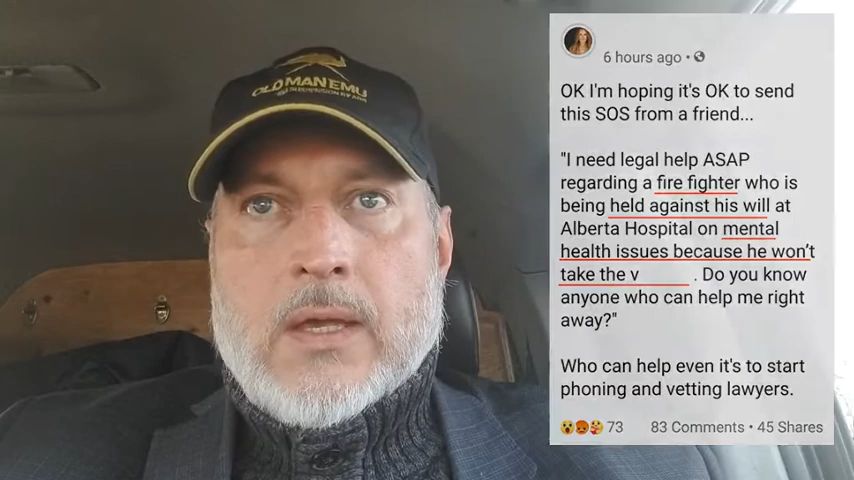 OLD MAN EMU
6 hours ago •
OK I'm hoping it's OK to send
this SOS from a friend...
"I need legal help ASAP
regarding a fire fighter who is
being held against his will at
Alberta Hospital on mental
health issues because he won't
take the v . Do you know
anyone who can help me right
away?"
Who can help even it's to start
phoning and vetting lawyers.
73 83 Comments • 45 Shares